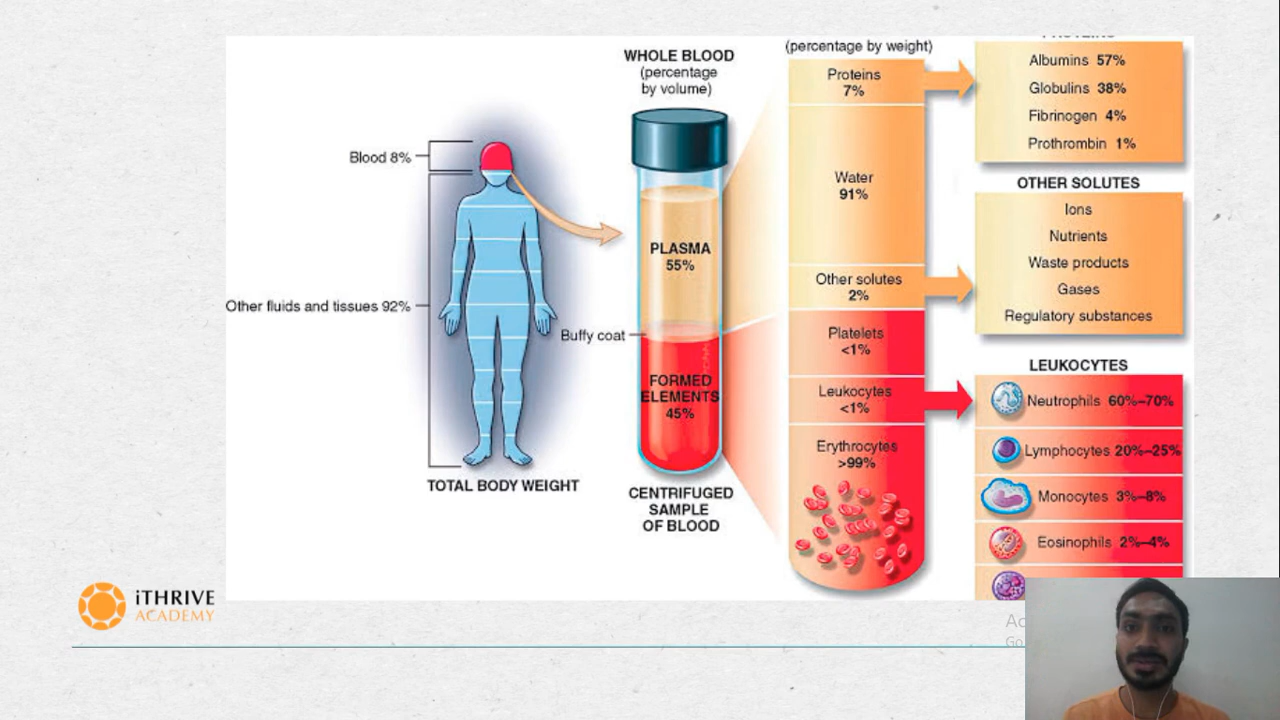 WHOLE BLOOD
(percentage
by volume)
Blood 8%
Other fluids and tissues 92%
TOTAL BODY WEIGHT
PLASMA
55%
Buffy coat
FORMED
ELEMENTS
45%
CENTRIFUGED
SAMPLE
OF BLOOD
(percentage by weight)
Proteins
7%
Water
91%
Other solutes
2%
Platelets
<1%
Leukocytes
<1%
Erythrocytes
>99%
PROTEINS
Albumins 57%
Globulins 38%
Fibrinogen 4%
Prothrombin 1%
OTHER SOLUTES
Ions
Nutrients
Waste products
Gases
Regulatory substances
LEUKOCYTES
Neutrophils 60%–70%
Lymphocytes 20%–25%
Monocytes 3%–8%
Eosinophils 2%–4%
iTHRIVE
ACADEMY